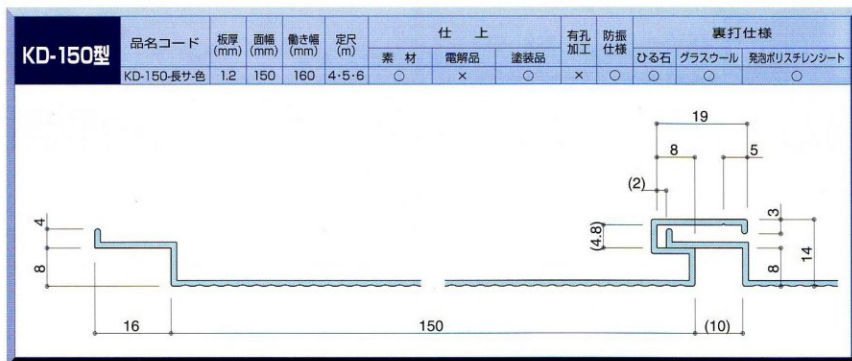 KD-150型
品名コード 板厚(mm) 面幅(mm) 働き幅(mm) 定尺(m) 仕上 有孔加工 防振仕様 裏打仕様
素材 電解品 塗装品 ひる石 グラスウール 発泡ポリスチレンシート
KD-150-長サ-色 1.2 150 160 4・5・6 ○ × ○ × ○ ○ ○ ○
19
8 5
(2)
4 (4.8) 3
8 8 14
16 150 (10)